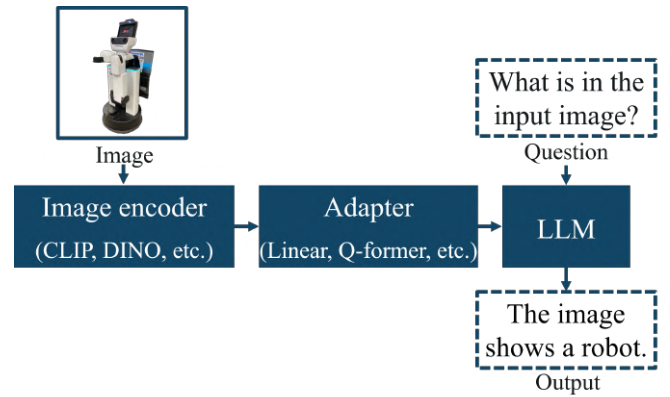 Image
Image encoder
(CLIP, DINO, etc.)
Adapter
(Linear, Q-former, etc.)
What is in the
input image?
Question
LLM
The image
shows a robot.
Output